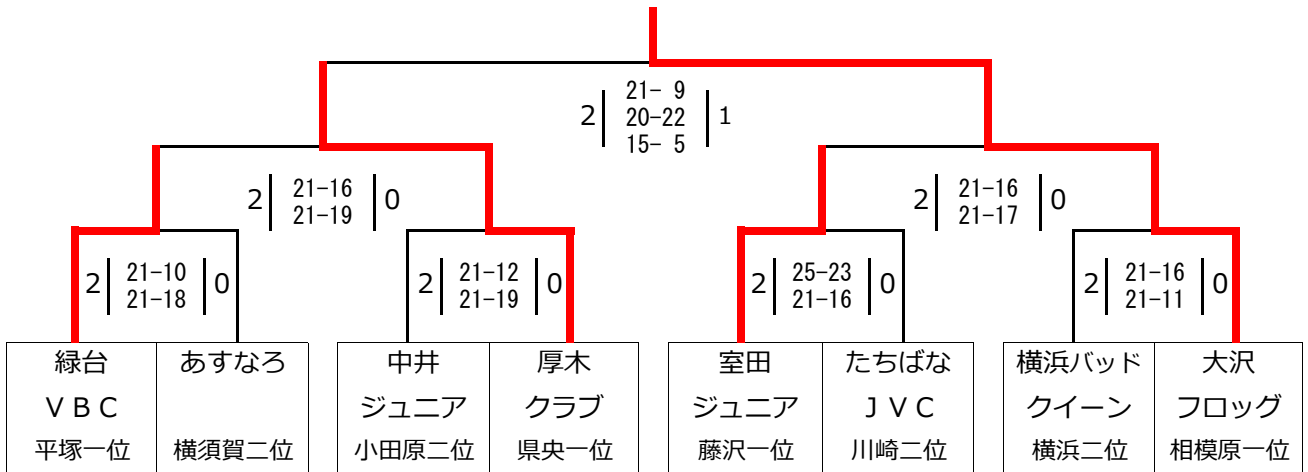 2 21- 9 1
20-22
15- 5
2 21-16 0
21-19
2 21-16 0
21-17
2 21-10 0
21-18
2 21-12 0
21-19
2 25-23 0
21-16
2 21-16 0
21-11
緑台
ＶＢＣ
平塚一位
あすなろ
横須賀二位
中井
ジュニア
小田原二位
厚木
クラブ
県央一位
室田
ジュニア
藤沢一位
たちばな
ＪＶＣ
川崎二位
横浜バッド
クイーン
横浜二位
大沢
フロッグ
相模原一位